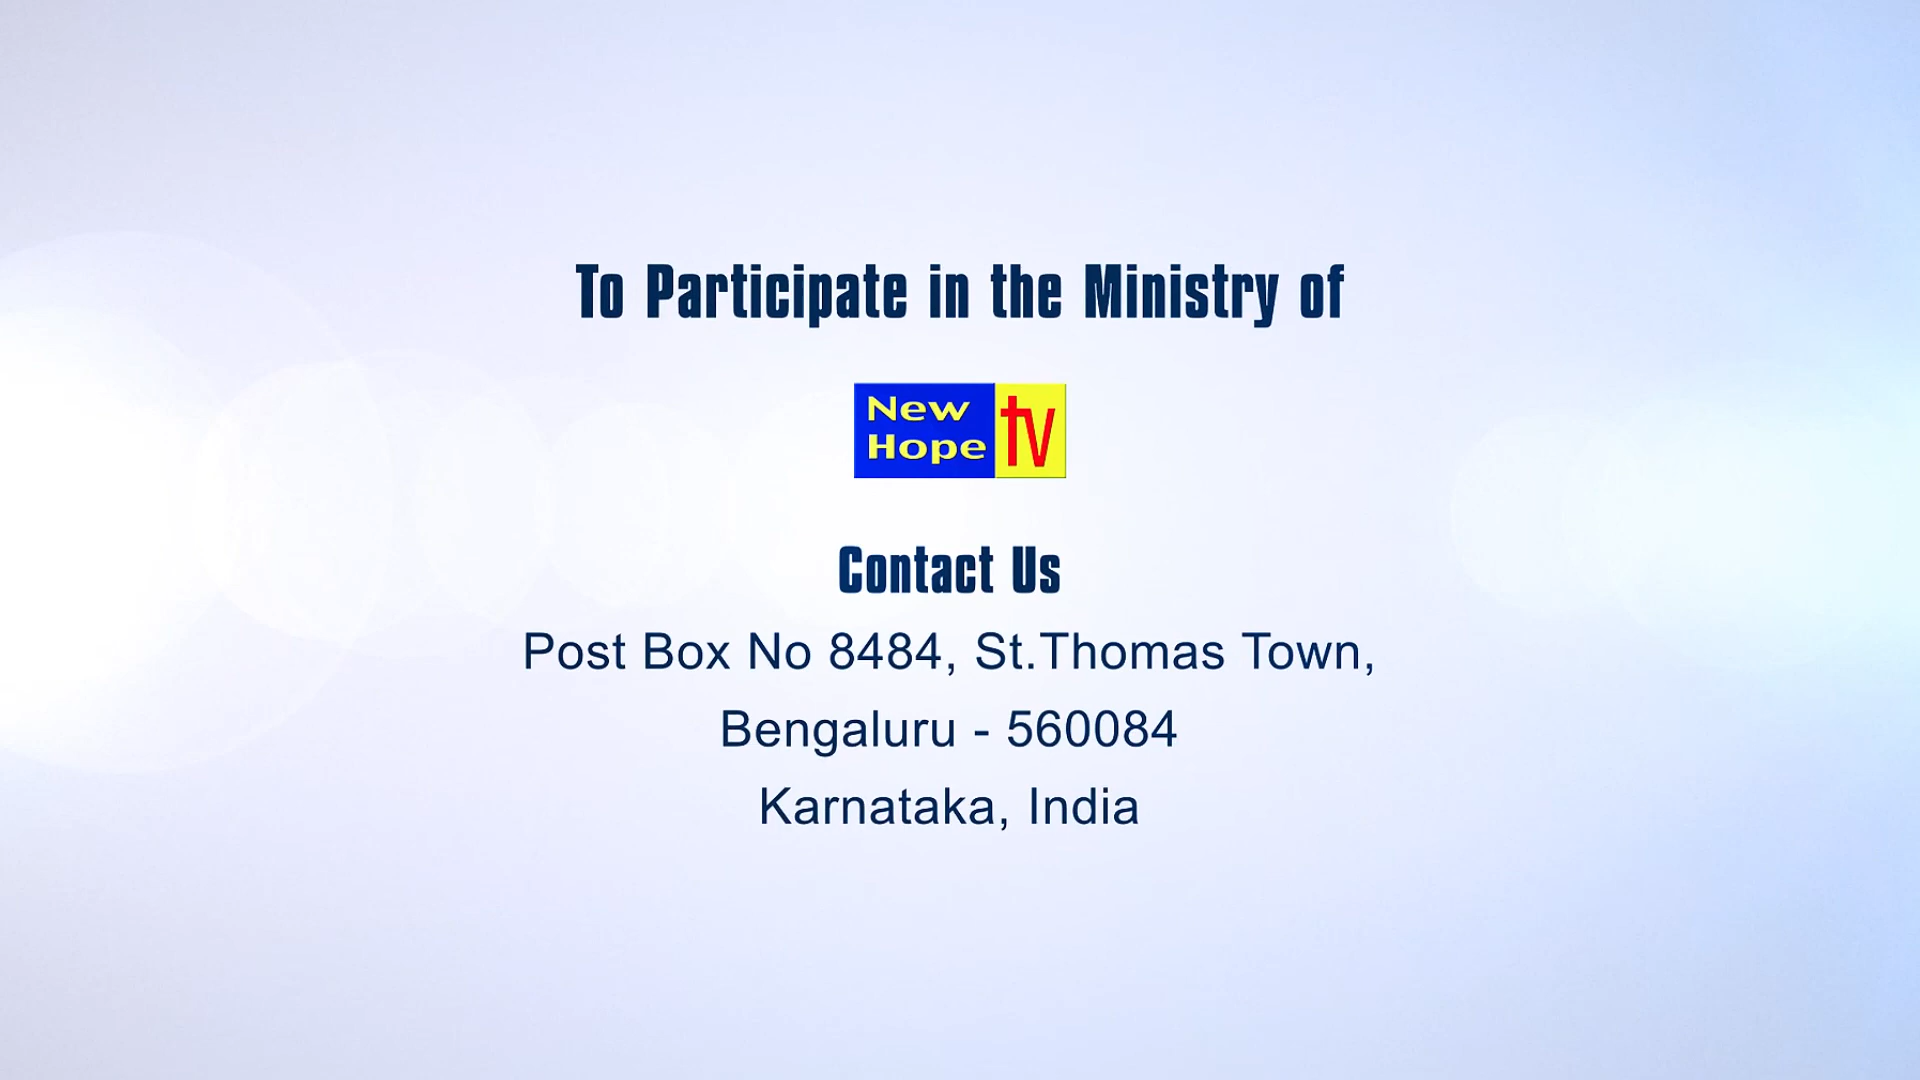 To Participate in the Ministry of
New
Hope
tv
Contact Us
Post Box No 8484, St.Thomas Town,
Bengaluru - 560084
Karnataka, India